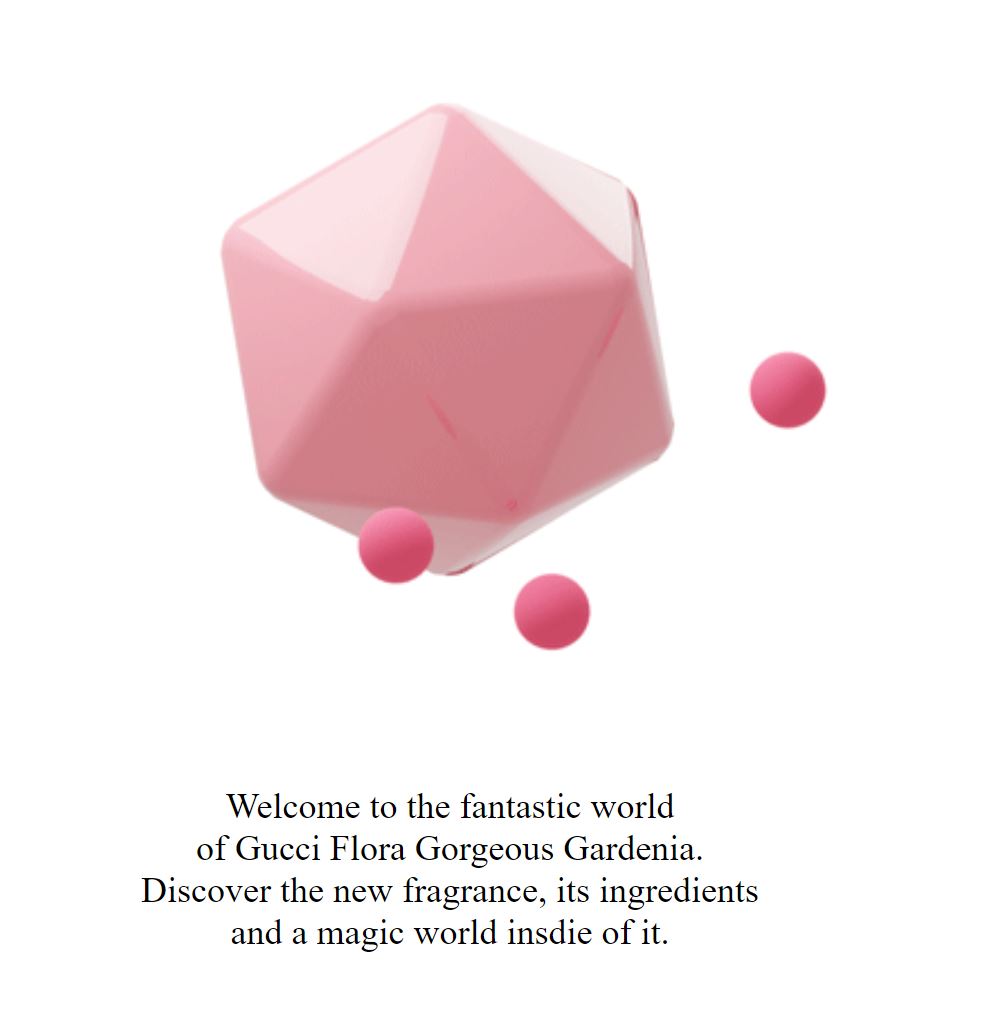 Welcome to the fantastic world
of Gucci Flora Gorgeous Gardenia.
Discover the new fragrance, its ingredients
and a magic world insdie of it.